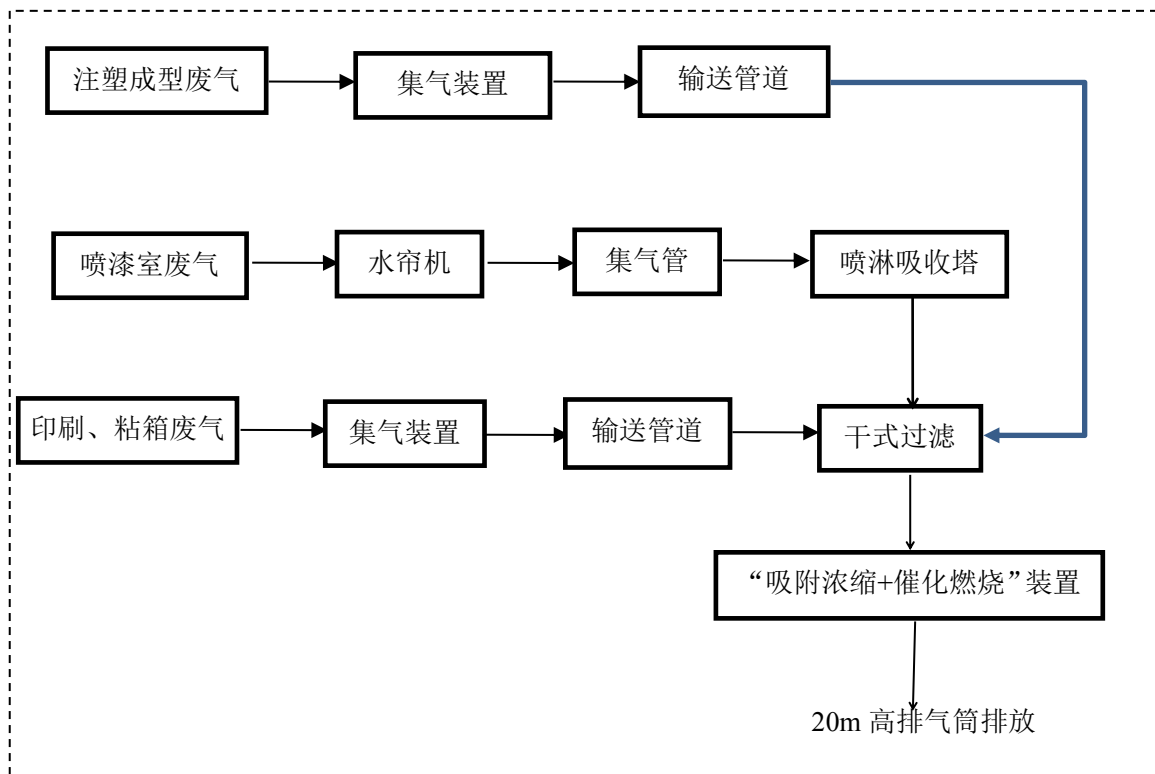 注塑成型废气
集气装置
输送管道
喷漆室废气
水帘机
集气管
喷淋吸收塔
印刷、粘箱废气
集气装置
输送管道
干式过滤
“吸附浓缩+催化燃烧”装置
20m 高排气筒排放